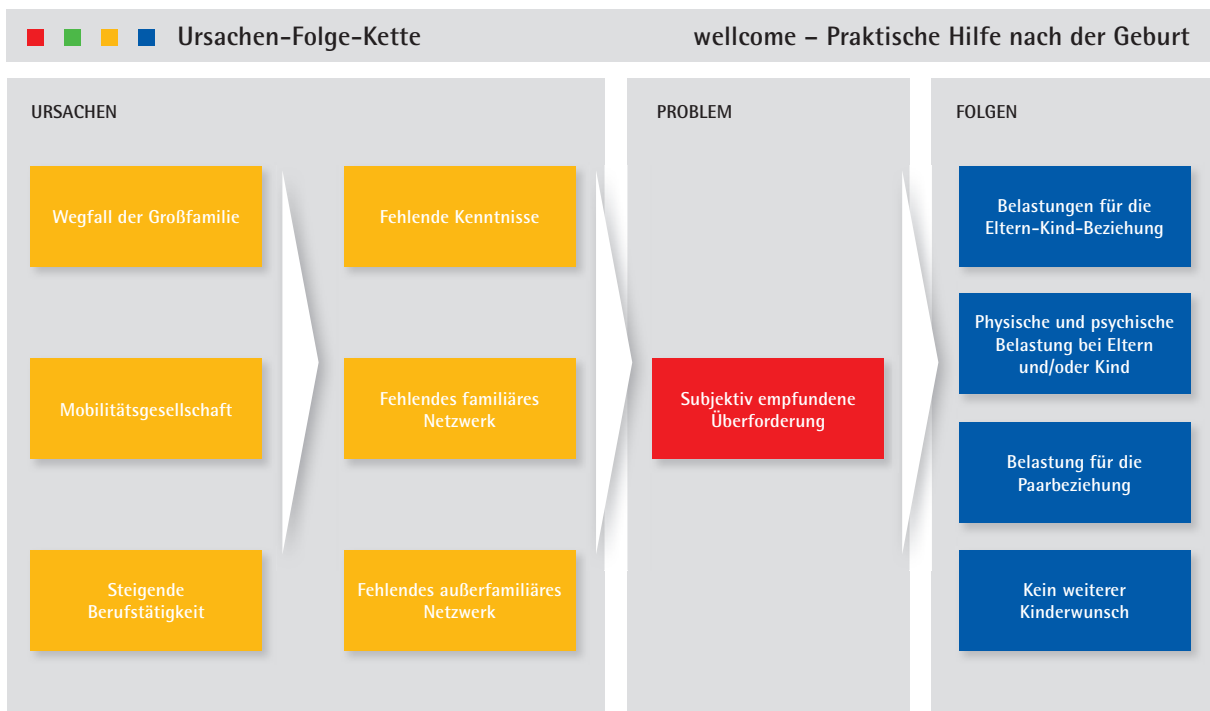 Ursachen-Folge-Kette
wellcome – Praktische Hilfe nach der Geburt
URSACHEN
Wegfall der Großfamilie
Mobilitätsgesellschaft
Steigende
Berufstätigkeit
Fehlende Kenntnisse
Fehlendes familiäres
Netzwerk
Fehlendes außerfamiliäres
Netzwerk
PROBLEM
Subjektiv empfundene
Überforderung
FOLGEN
Belastungen für die
Eltern-Kind-Beziehung
Physische und psychische
Belastung bei Eltern
und/oder Kind
Belastung für die
Paarbeziehung
Kein weiterer
Kinderwunsch